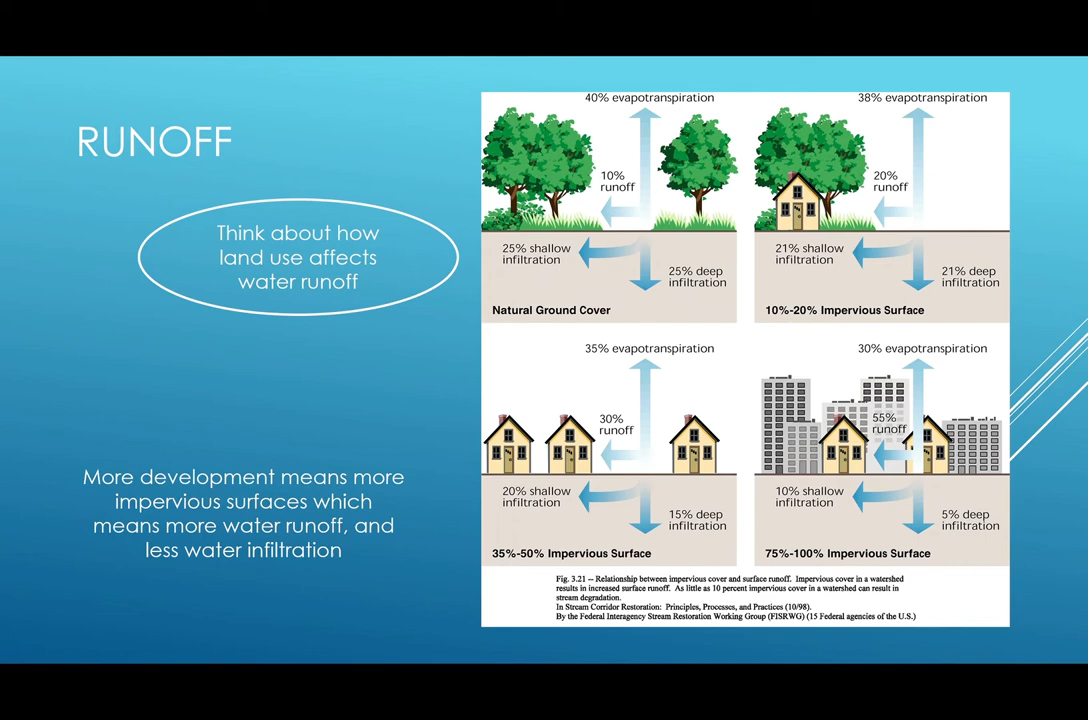 RUNOFF
Think about how
land use affects
water runoff
More development means more
impervious surfaces which
means more water runoff, and
less water infiltration
40% evapotranspiration
10%
runoff
25% shallow
infiltration
25% deep
infiltration
Natural Ground Cover
38% evapotranspiration
20%
runoff
21% shallow
infiltration
21% deep
infiltration
10%-20% Impervious Surface
35% evapotranspiration
30%
runoff
20% shallow
infiltration
15% deep
infiltration
35%-50% Impervious Surface
30% evapotranspiration
55%
runoff
10% shallow
infiltration
5% deep
infiltration
75%-100% Impervious Surface
Fig. 3.21 -- Relationship between impervious cover and surface runoff. Impervious cover in a watershed
results in increased surface runoff. As little as 10 percent impervious cover in a watershed can result in
stream degradation.
In Stream Corridor Restoration: Principles, Processes, and Practices (10/98).
By the Federal Interagency Stream Restoration Working Group (FISRWG) (15 Federal agencies of the U.S.)